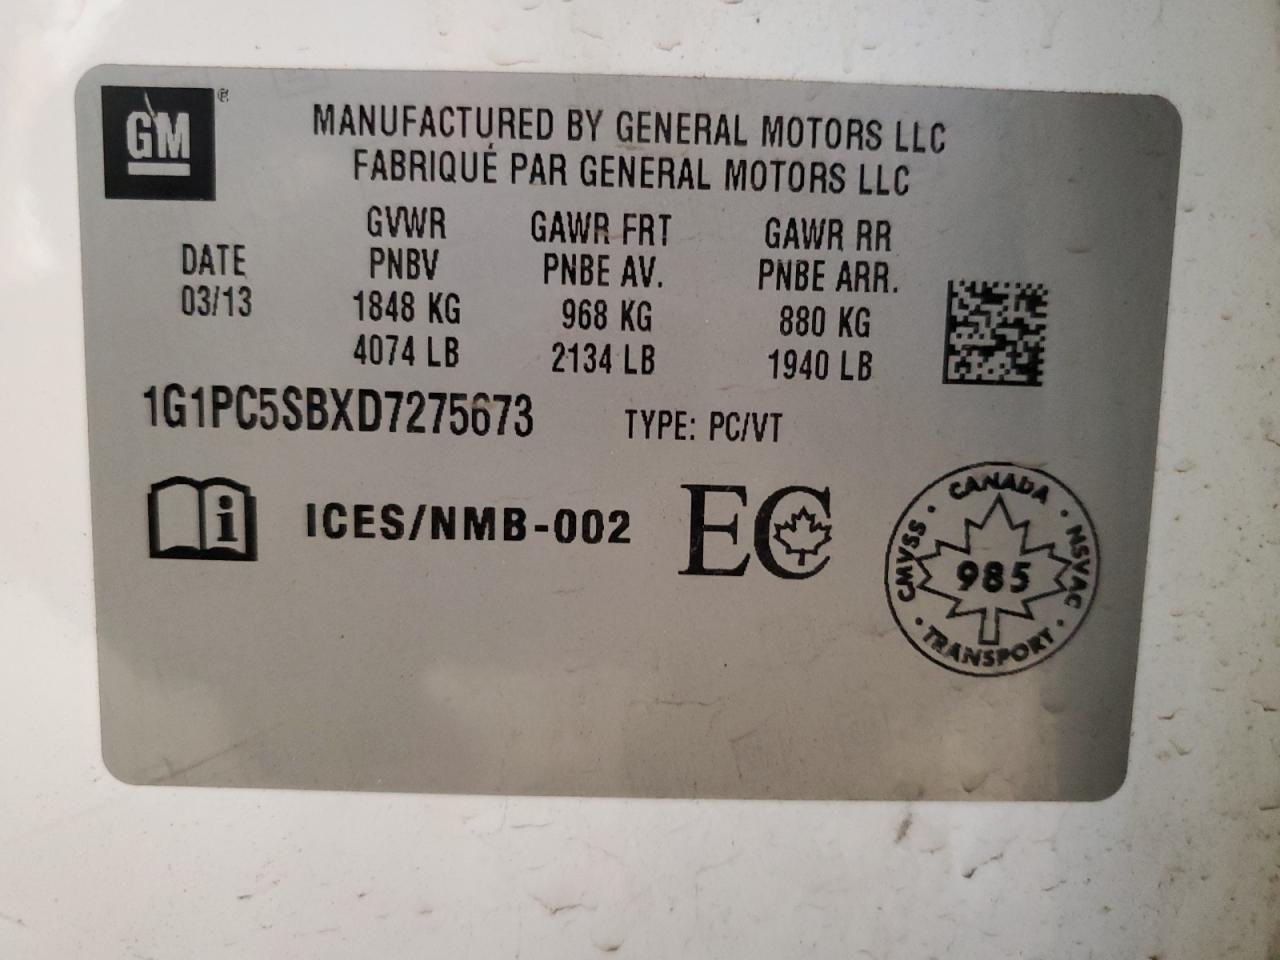 GM ®
MANUFACTURED BY GENERAL MOTORS LLC
FABRIQUÉ PAR GENERAL MOTORS LLC
GVWR GAWR FRT GAWR RR
DATE PNBV PNBE AV. PNBE ARR.
03/13 1848 KG 968 KG 880 KG
4074 LB 2134 LB 1940 LB
1G1PC5SBXD7275673 TYPE: PC/VT
i ICES/NMB-002 EC
CANADA · NSVAC · TRANSPORT · CMVSS ·
985